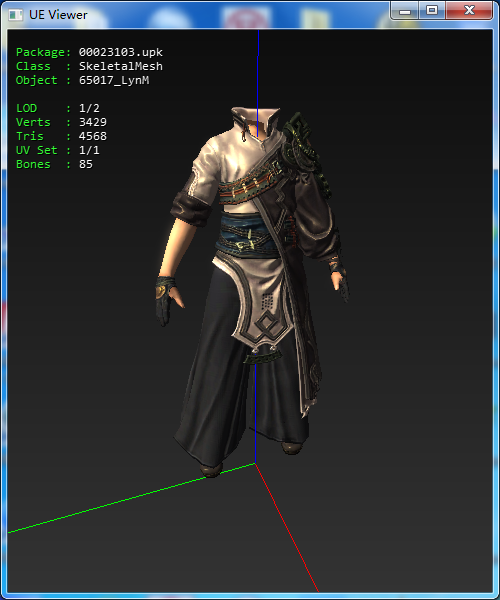 UE Viewer
Package: 00023103.upk
Class : SkeletalMesh
Object : 65017_LynM
LOD : 1/2
Verts : 3429
Tris : 4568
UV Set : 1/1
Bones : 85